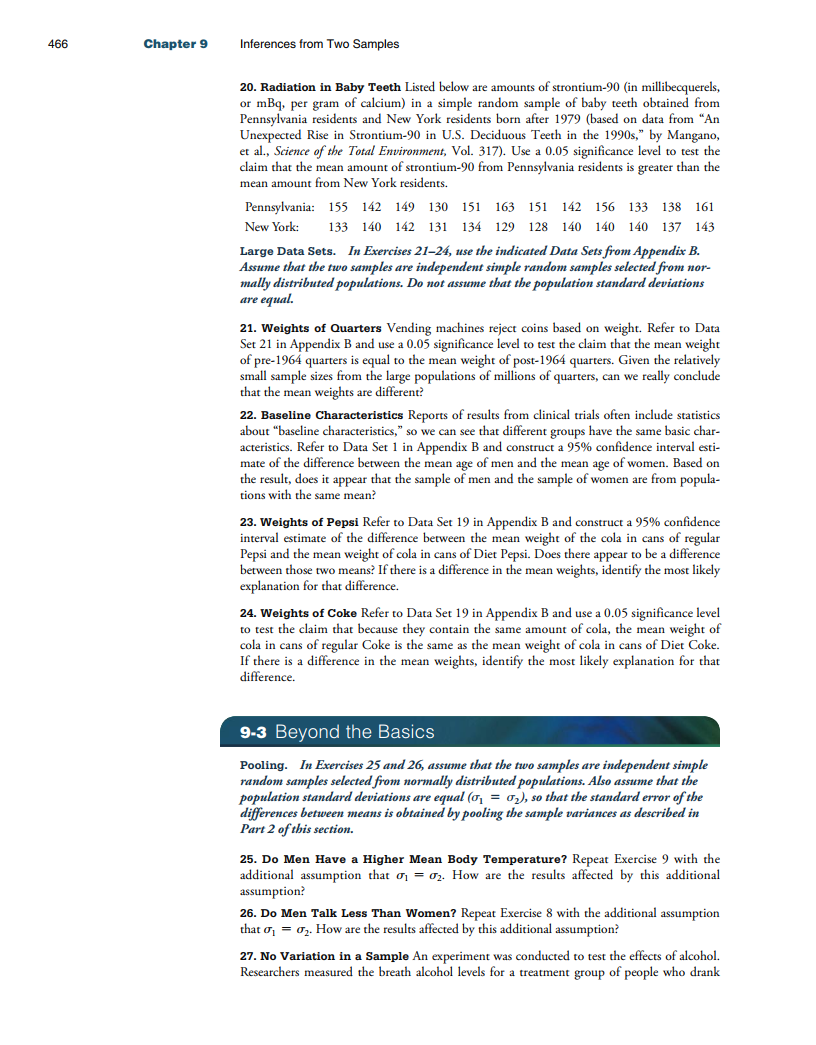 466 Chapter 9 Inferences from Two Samples
20. Radiation in Baby Teeth Listed below are amounts of strontium-90 (in millibecquerels,
or mBq, per gram of calcium) in a simple random sample of baby teeth obtained from
Pennsylvania residents and New York residents born after 1979 (based on data from “An
Unexpected Rise in Strontium-90 in U.S. Deciduous Teeth in the 1990s,” by Mangano,
et al., Science of the Total Environment, Vol. 317). Use a 0.05 significance level to test the
claim that the mean amount of strontium-90 from Pennsylvania residents is greater than the
mean amount from New York residents.
Pennsylvania: 155 142 149 130 151 163 151 142 156 133 138 161
New York: 133 140 142 131 134 129 128 140 140 140 137 143
Large Data Sets. In Exercises 21–24, use the indicated Data Sets from Appendix B.
Assume that the two samples are independent simple random samples selected from nor-
mally distributed populations. Do not assume that the population standard deviations
are equal.
21. Weights of Quarters Vending machines reject coins based on weight. Refer to Data
Set 21 in Appendix B and use a 0.05 significance level to test the claim that the mean weight
of pre-1964 quarters is equal to the mean weight of post-1964 quarters. Given the relatively
small sample sizes from the large populations of millions of quarters, can we really conclude
that the mean weights are different?
22. Baseline Characteristics Reports of results from clinical trials often include statistics
about “baseline characteristics,” so we can see that different groups have the same basic char-
acteristics. Refer to Data Set 1 in Appendix B and construct a 95% confidence interval esti-
mate of the difference between the mean age of men and the mean age of women. Based on
the result, does it appear that the sample of men and the sample of women are from popula-
tions with the same mean?
23. Weights of Pepsi Refer to Data Set 19 in Appendix B and construct a 95% confidence
interval estimate of the difference between the mean weight of the cola in cans of regular
Pepsi and the mean weight of cola in cans of Diet Pepsi. Does there appear to be a difference
between those two means? If there is a difference in the mean weights, identify the most likely
explanation for that difference.
24. Weights of Coke Refer to Data Set 19 in Appendix B and use a 0.05 significance level
to test the claim that because they contain the same amount of cola, the mean weight of
cola in cans of regular Coke is the same as the mean weight of cola in cans of Diet Coke.
If there is a difference in the mean weights, identify the most likely explanation for that
difference.
9-3 Beyond the Basics
Pooling. In Exercises 25 and 26, assume that the two samples are independent simple
random samples selected from normally distributed populations. Also assume that the
population standard deviations are equal (σ₁ = σ₂), so that the standard error of the
differences between means is obtained by pooling the sample variances as described in
Part 2 of this section.
25. Do Men Have a Higher Mean Body Temperature? Repeat Exercise 9 with the
additional assumption that σ₁ = σ₂. How are the results affected by this additional
assumption?
26. Do Men Talk Less Than Women? Repeat Exercise 8 with the additional assumption
that σ₁ = σ₂. How are the results affected by this additional assumption?
27. No Variation in a Sample An experiment was conducted to test the effects of alcohol.
Researchers measured the breath alcohol levels for a treatment group of people who drank